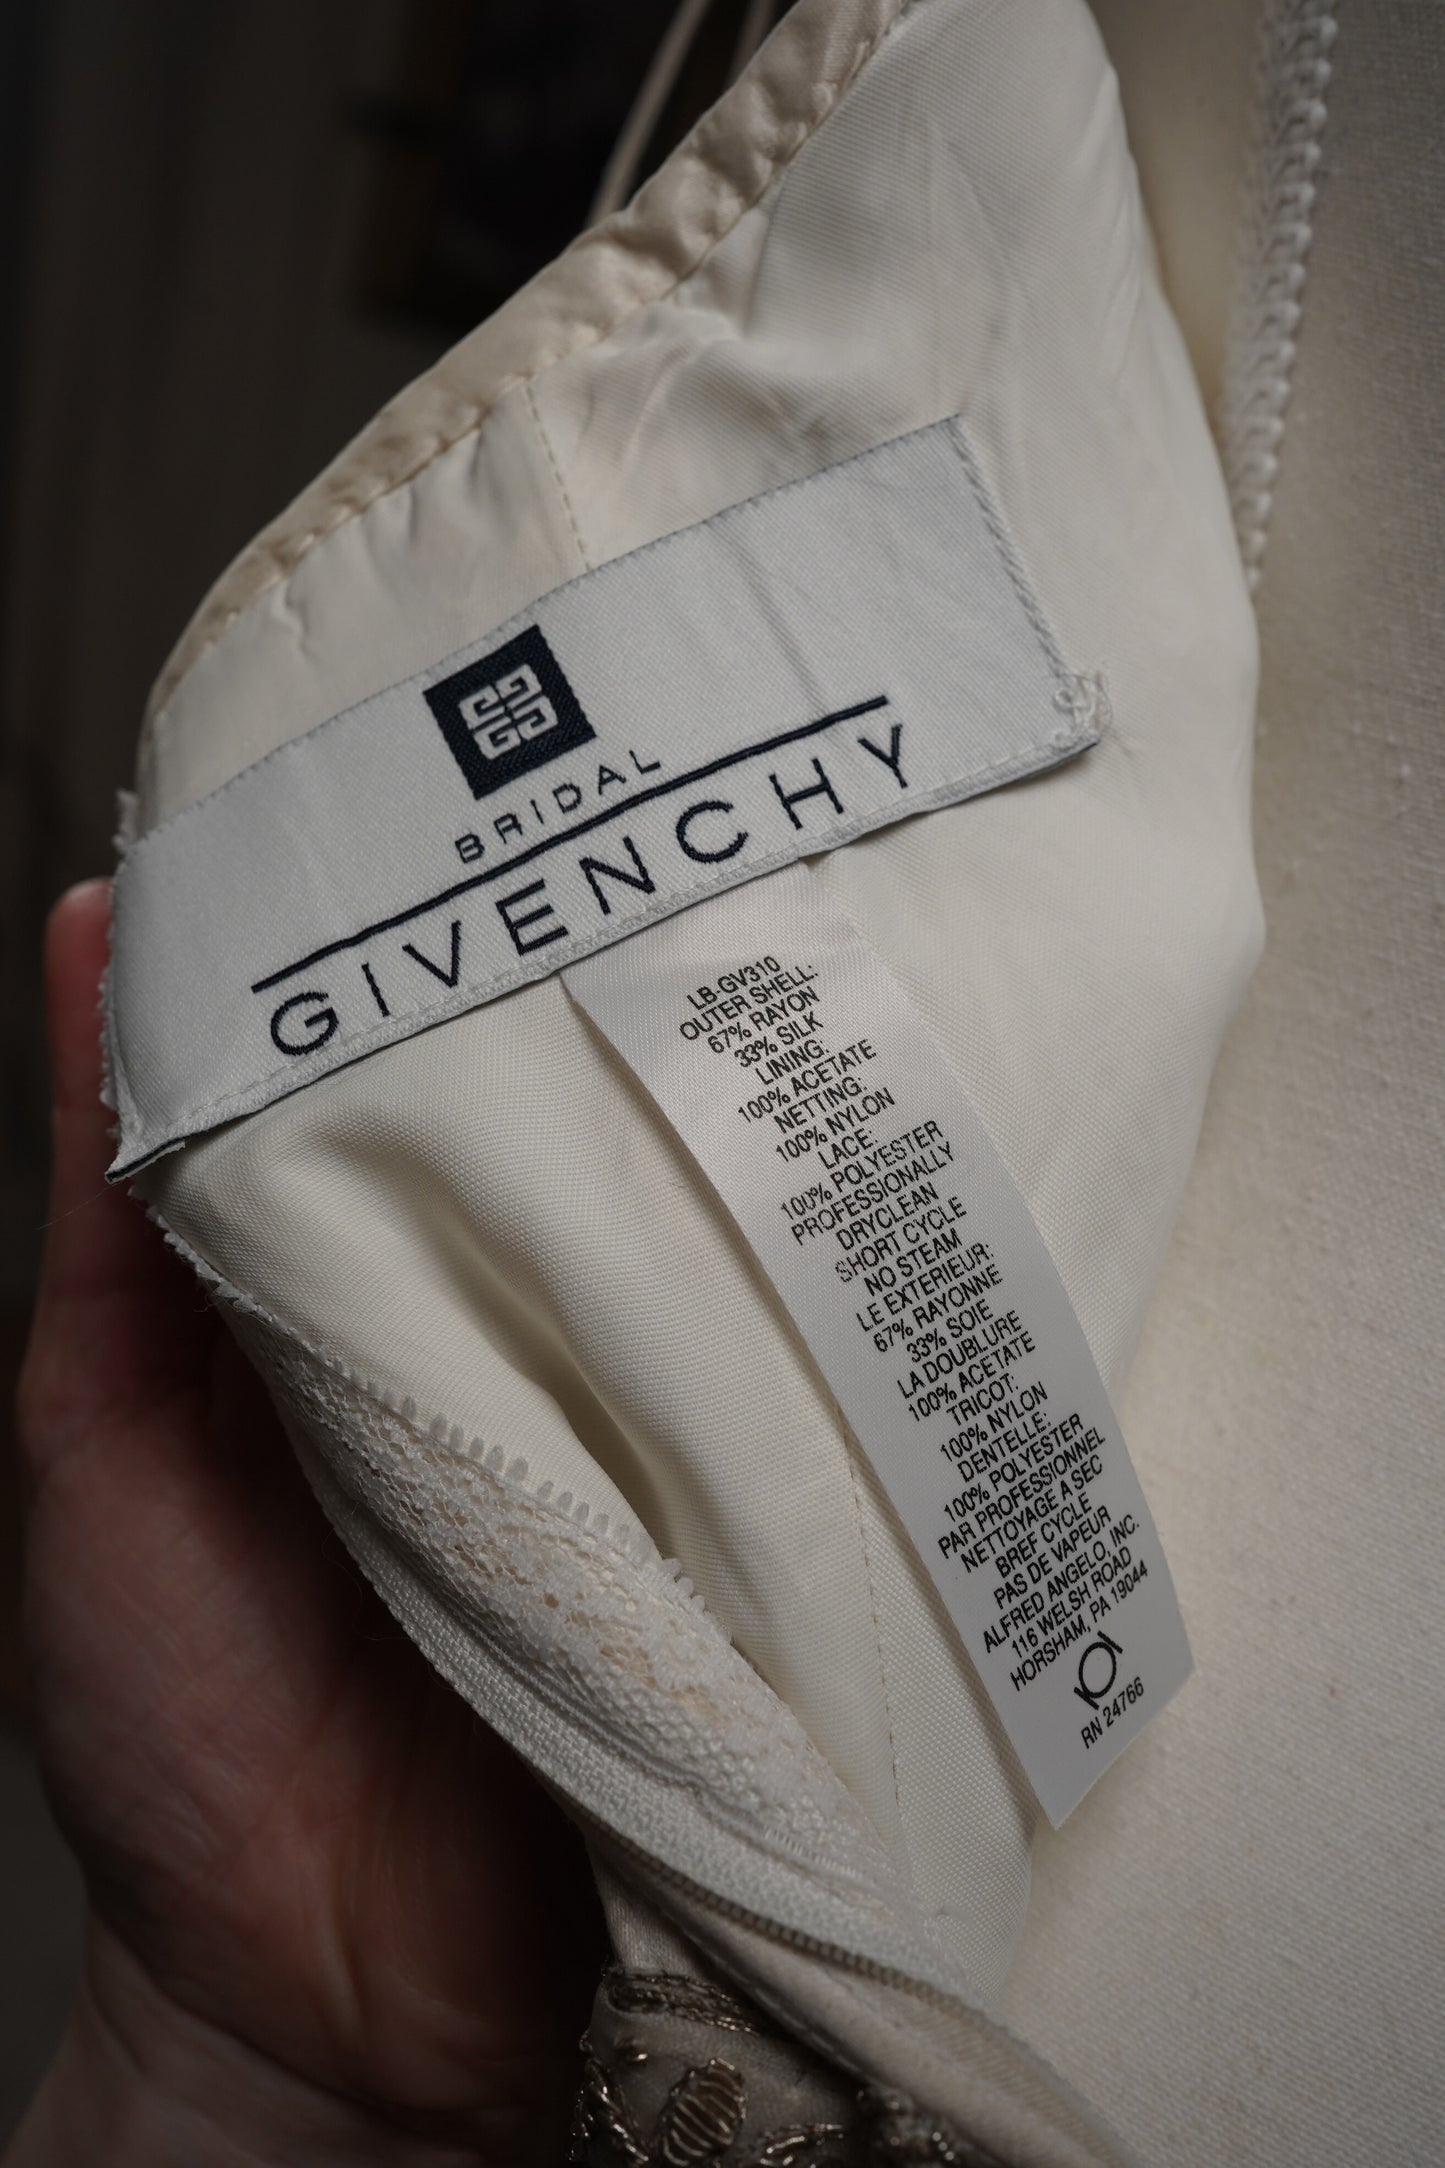 BRIDAL
GIVENCHY
LB-GV310
OUTER SHELL:
67% RAYON
33% SILK
LINING:
100% ACETATE
NETTING:
100% NYLON
LACE:
100% POLYESTER
PROFESSIONALLY
DRYCLEAN
SHORT CYCLE
NO STEAM
LE EXTERIEUR:
67% RAYONNE
33% SOIE
LA DOUBLURE
100% ACETATE
TRICOT:
100% NYLON
DENTELLE:
100% POLYESTER
PAR PROFESSIONNEL
NETTOYAGE A SEC
BREF CYCLE
PAS DE VAPEUR
ALFRED ANGELO, INC.
116 WELSH ROAD
HORSHAM, PA 19044
RN 24766